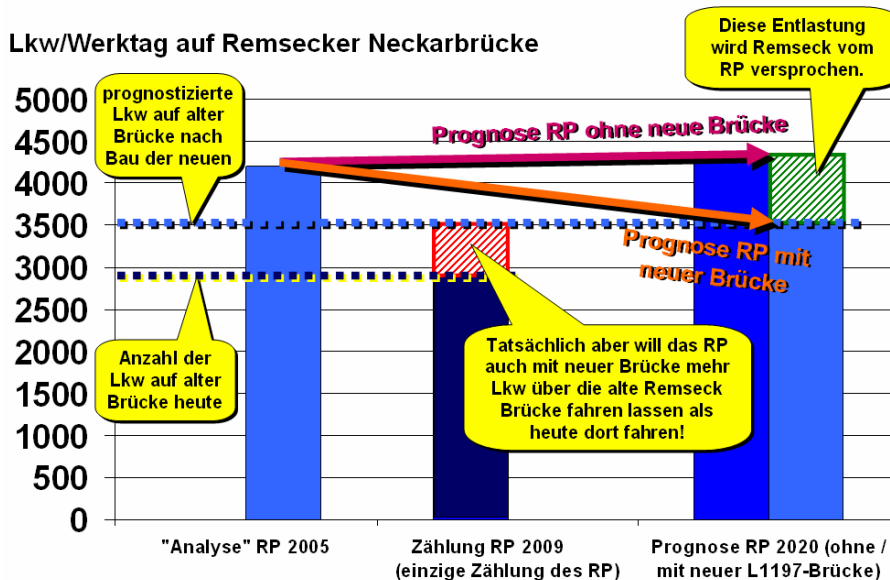 Lkw/Werktag auf Remsecker Neckarbrücke
Diese Entlastung
wird Remseck vom
RP versprochen.
prognostizierte
Lkw auf alter
Brücke nach
Bau der neuen
5000
4500
4000
3500
3000
2500
2000
1500
1000
500
0
Prognose RP ohne neue Brücke
Prognose RP mit
neuer Brücke
Anzahl der
Lkw auf alter
Brücke heute
Tatsächlich aber will das RP
auch mit neuer Brücke mehr
Lkw über die alte Remseck
Brücke fahren lassen als
heute dort fahren!
"Analyse" RP 2005
Zählung RP 2009
(einzige Zählung des RP)
Prognose RP 2020 (ohne /
mit neuer L1197-Brücke)